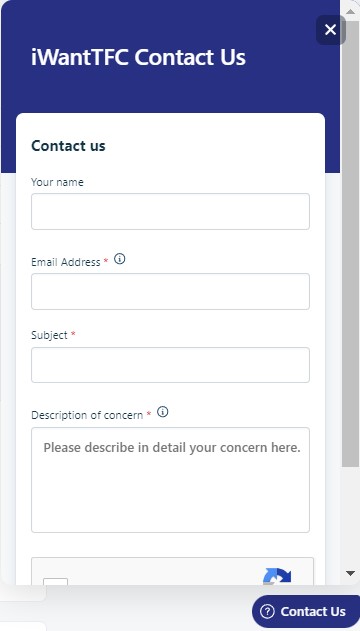 iWantTFC Contact Us
Contact us
Your name
Email Address *
Subject *
Description of concern *
Please describe in detail your concern here.
Contact Us